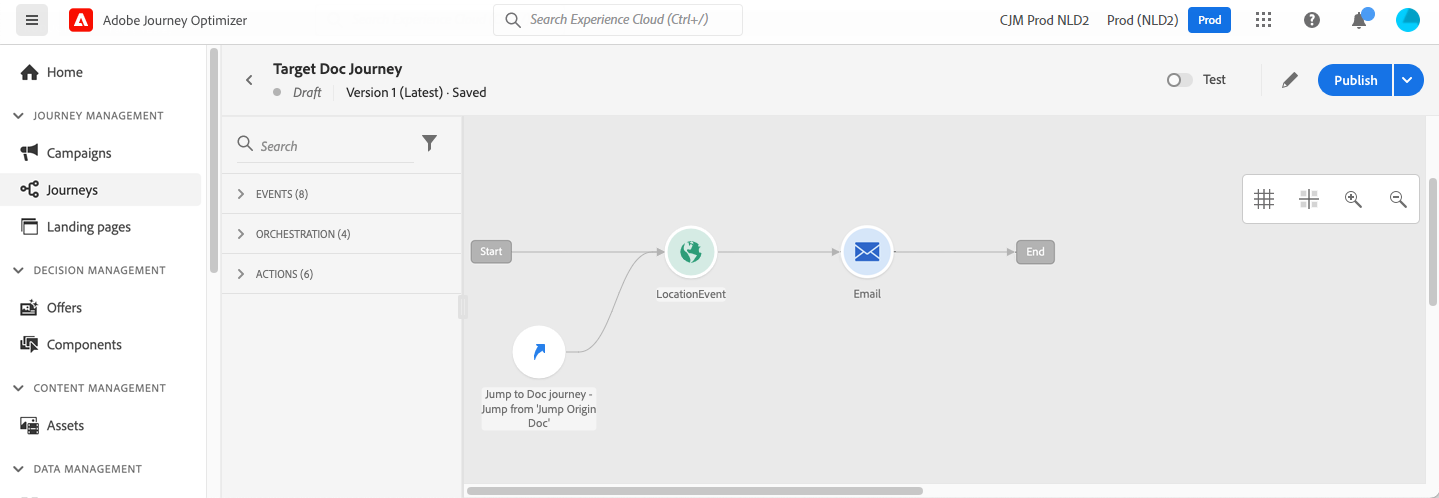 Adobe Journey Optimizer
Search Experience Cloud (Ctrl+/)
CJM Prod NLD2
Prod (NLD2)
Prod
Home
JOURNEY MANAGEMENT
Campaigns
Journeys
Landing pages
DECISION MANAGEMENT
Offers
Components
CONTENT MANAGEMENT
Assets
DATA MANAGEMENT
Target Doc Journey
Draft
Version 1 (Latest) · Saved
Test
Publish
Search
EVENTS (8)
ORCHESTRATION (4)
ACTIONS (6)
Start
LocationEvent
Email
End
Jump to Doc journey -
Jump from 'Jump Origin
Doc'